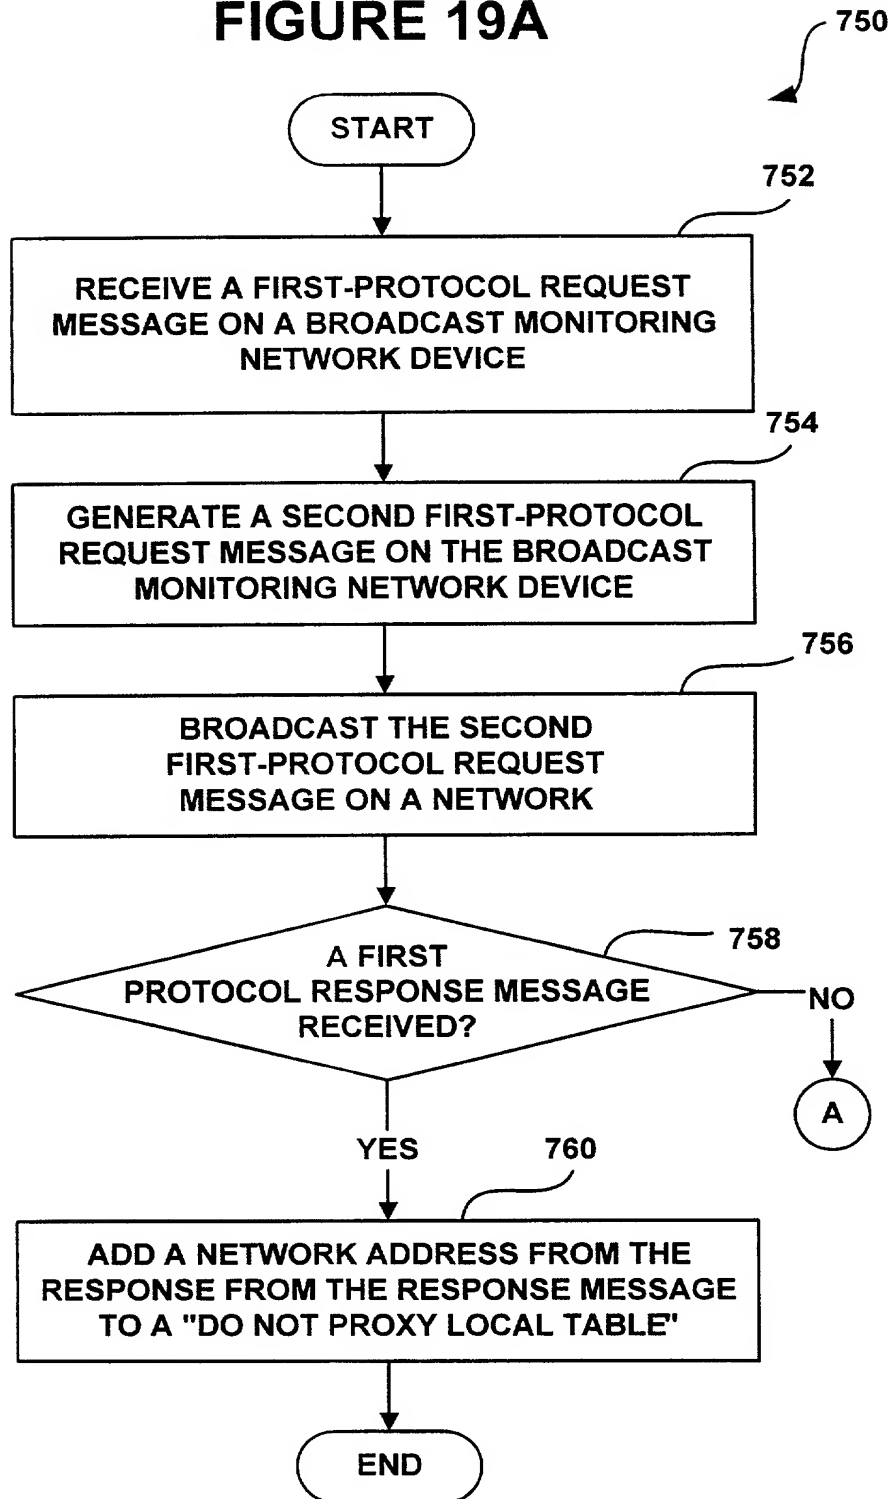 FIGURE 19A
750
START
752
RECEIVE A FIRST-PROTOCOL REQUEST
MESSAGE ON A BROADCAST MONITORING
NETWORK DEVICE
754
GENERATE A SECOND FIRST-PROTOCOL
REQUEST MESSAGE ON THE BROADCAST
MONITORING NETWORK DEVICE
756
BROADCAST THE SECOND
FIRST-PROTOCOL REQUEST
MESSAGE ON A NETWORK
758
A FIRST
PROTOCOL RESPONSE MESSAGE
RECEIVED?
NO
A
YES
760
ADD A NETWORK ADDRESS FROM THE
RESPONSE FROM THE RESPONSE MESSAGE
TO A "DO NOT PROXY LOCAL TABLE"
END